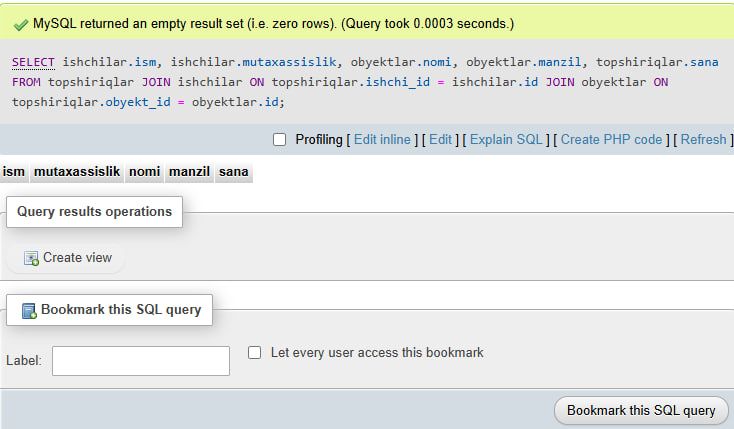 MySQL returned an empty result set (i.e. zero rows). (Query took 0.0003 seconds.)
SELECT ishchilar.ism, ishchilar.mutaxassislik, obyektlar.nomi, obyektlar.manzil, topshiriqlar.sana
FROM topshiriqlar JOIN ishchilar ON topshiriqlar.ishchi_id = ishchilar.id JOIN obyektlar ON
topshiriqlar.obyekt_id = obyektlar.id;
Profiling [ Edit inline ] [ Edit ] [ Explain SQL ] [ Create PHP code ] [ Refresh ]
ism mutaxassislik nomi manzil sana
Query results operations
Create view
Bookmark this SQL query
Label:
Let every user access this bookmark
Bookmark this SQL query